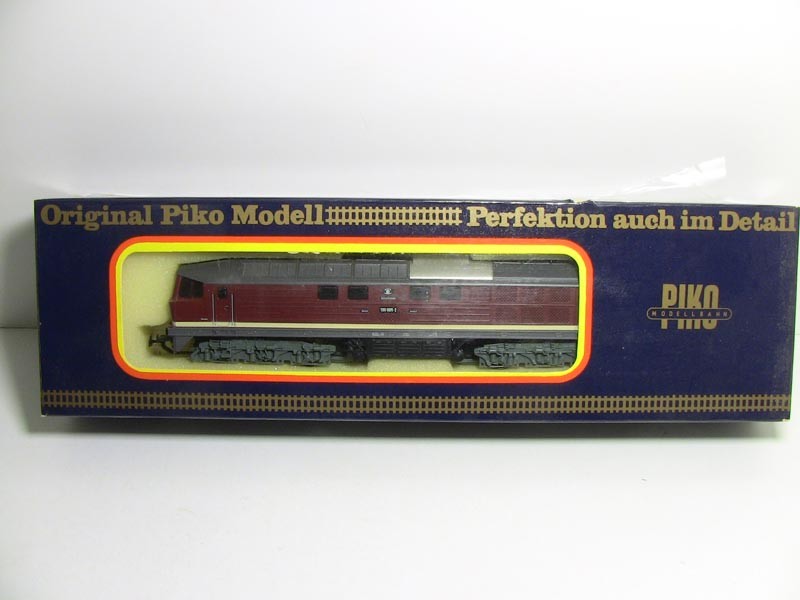 Original Piko Modell Perfektion auch im Detail
PIKO
MODELLBAHN